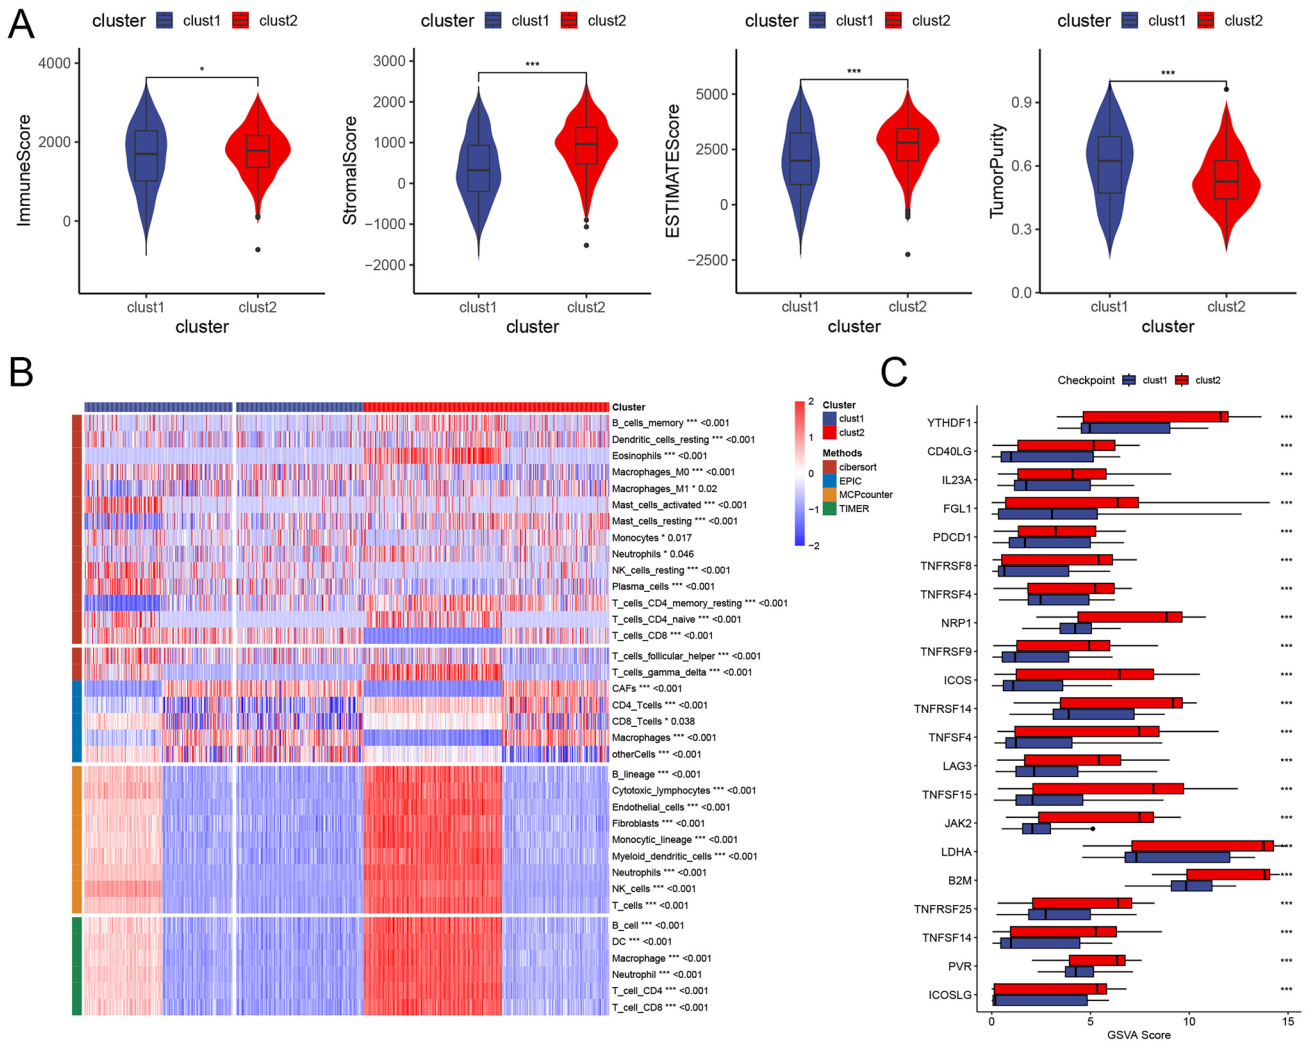 A
cluster clust1 clust2
ImmuneScore
4000
2000
0
*
clust1 clust2
cluster
cluster clust1 clust2
StromalScore
3000
2000
1000
0
−1000
−2000
***
clust1 clust2
cluster
cluster clust1 clust2
ESTIMATEScore
5000
2500
0
−2500
***
clust1 clust2
cluster
cluster clust1 clust2
TumorPurity
0.9
0.6
0.3
0.0
***
clust1 clust2
cluster
B
Cluster
B_cells_memory *** <0.001
Dendritic_cells_resting *** <0.001
Eosinophils *** <0.001
Macrophages_M0 *** <0.001
Macrophages_M1 * 0.02
Mast_cells_activated *** <0.001
Mast_cells_resting *** <0.001
Monocytes * 0.017
Neutrophils * 0.046
NK_cells_resting *** <0.001
Plasma_cells *** <0.001
T_cells_CD4_memory_resting *** <0.001
T_cells_CD4_naive *** <0.001
T_cells_CD8 *** <0.001
T_cells_follicular_helper *** <0.001
T_cells_gamma_delta *** <0.001
CAFs *** <0.001
CD4_Tcells *** <0.001
CD8_Tcells * 0.038
Macrophages *** <0.001
otherCells *** <0.001
B_lineage *** <0.001
Cytotoxic_lymphocytes *** <0.001
Endothelial_cells *** <0.001
Fibroblasts *** <0.001
Monocytic_lineage *** <0.001
Myeloid_dendritic_cells *** <0.001
Neutrophils *** <0.001
NK_cells *** <0.001
T_cells *** <0.001
B_cell *** <0.001
DC *** <0.001
Macrophage *** <0.001
Neutrophil *** <0.001
T_cell_CD4 *** <0.001
T_cell_CD8 *** <0.001
2
1
0
−1
−2
Cluster
clust1
clust2
Methods
cibersort
EPIC
MCPcounter
TIMER
C
Checkpoint clust1 clust2
YTHDF1 ***
CD40LG ***
IL23A ***
FGL1 ***
PDCD1 ***
TNFRSF8 ***
TNFRSF4 ***
NRP1 ***
TNFRSF9 ***
ICOS ***
TNFRSF14 ***
TNFSF4 ***
LAG3 ***
TNFSF15 ***
JAK2 ***
LDHA ***
B2M ***
TNFRSF25 ***
TNFSF14 ***
PVR ***
ICOSLG ***
0 5 10 15
GSVA Score